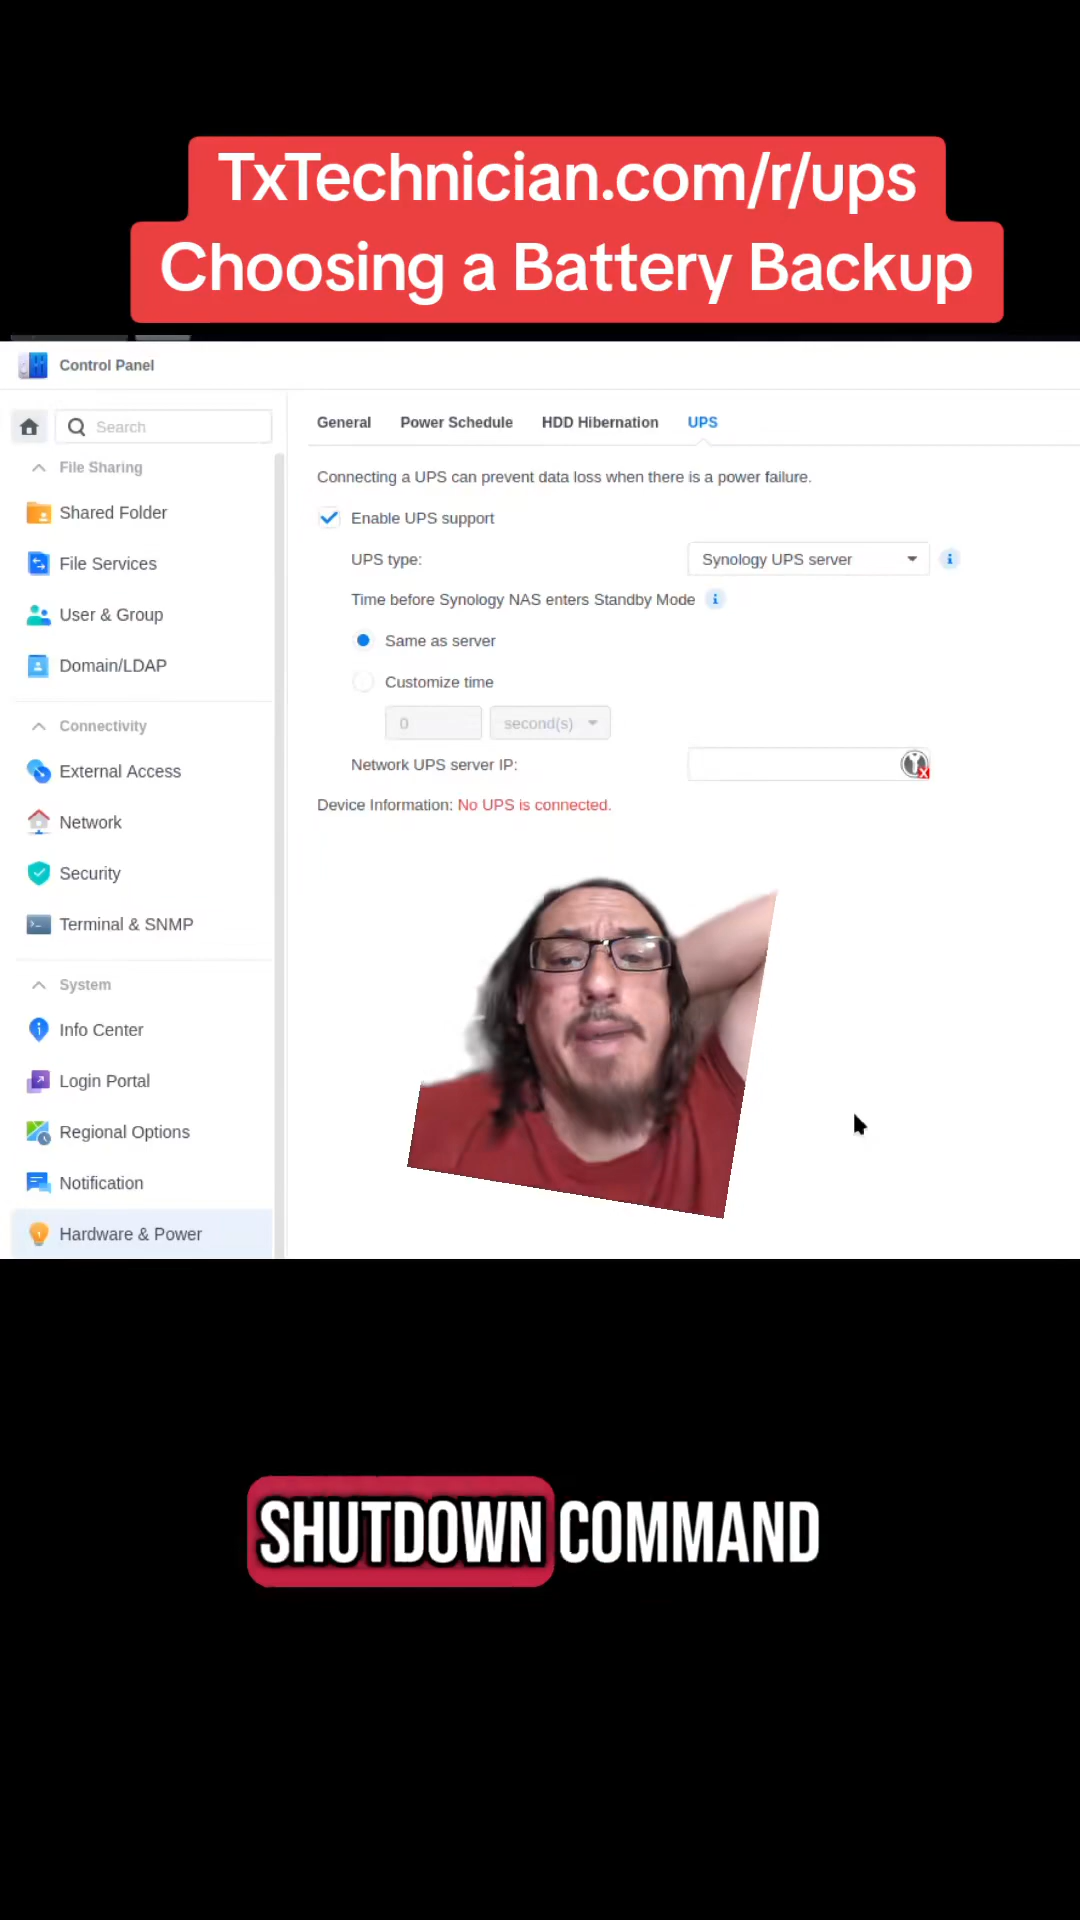 TxTechnician.com/r/ups
Choosing a Battery Backup
Control Panel
Search
General Power Schedule HDD Hibernation UPS
File Sharing
Connecting a UPS can prevent data loss when there is a power failure.
Shared Folder
Enable UPS support
File Services
UPS type: Synology UPS server
Time before Synology NAS enters Standby Mode
User & Group
Same as server
Domain/LDAP
Customize time
0 second(s)
Connectivity
External Access
Network UPS server IP:
Device Information: No UPS is connected.
Network
Security
Terminal & SNMP
System
Info Center
Login Portal
Regional Options
Notification
Hardware & Power
SHUTDOWN COMMAND